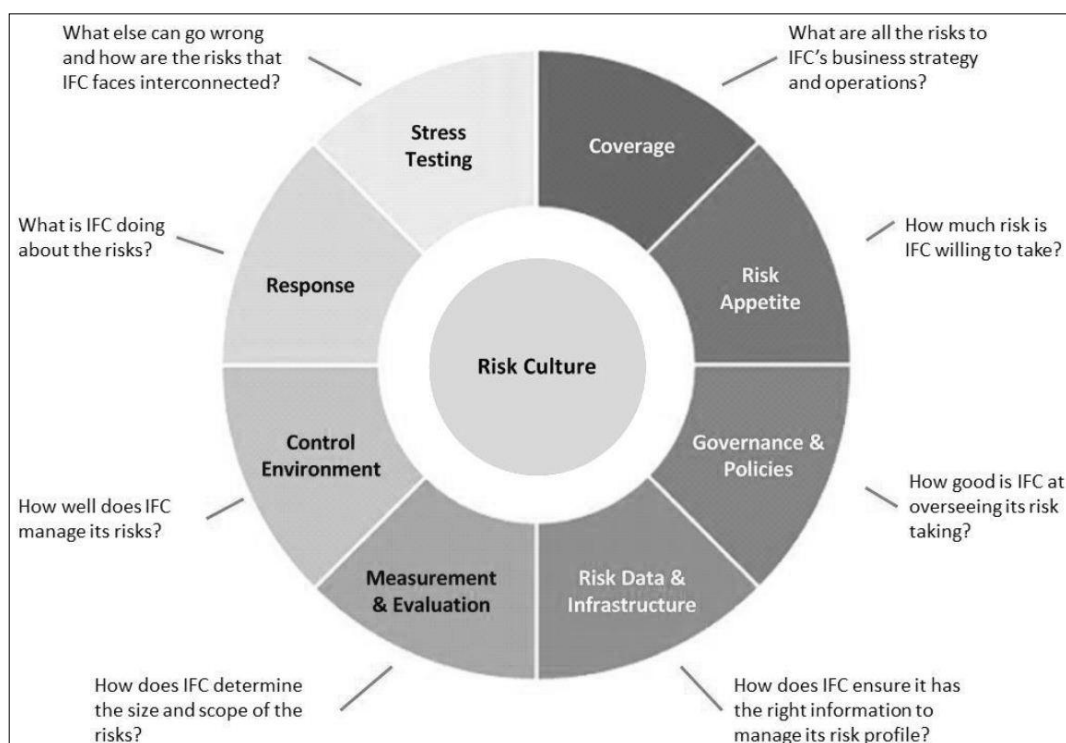 What else can go wrong
and how are the risks that
IFC faces interconnected?
What are all the risks to
IFC's business strategy
and operations?
Stress
Testing
Coverage
What is IFC doing
about the risks?
How much risk is
IFC willing to take?
Response
Risk
Appetite
Risk Culture
Control
Environment
Governance &
Policies
How well does IFC
manage its risks?
How good is IFC at
overseeing its risk
taking?
Measurement
& Evaluation
Risk Data &
Infrastructure
How does IFC determine
the size and scope of the
risks?
How does IFC ensure it has
the right information to
manage its risk profile?